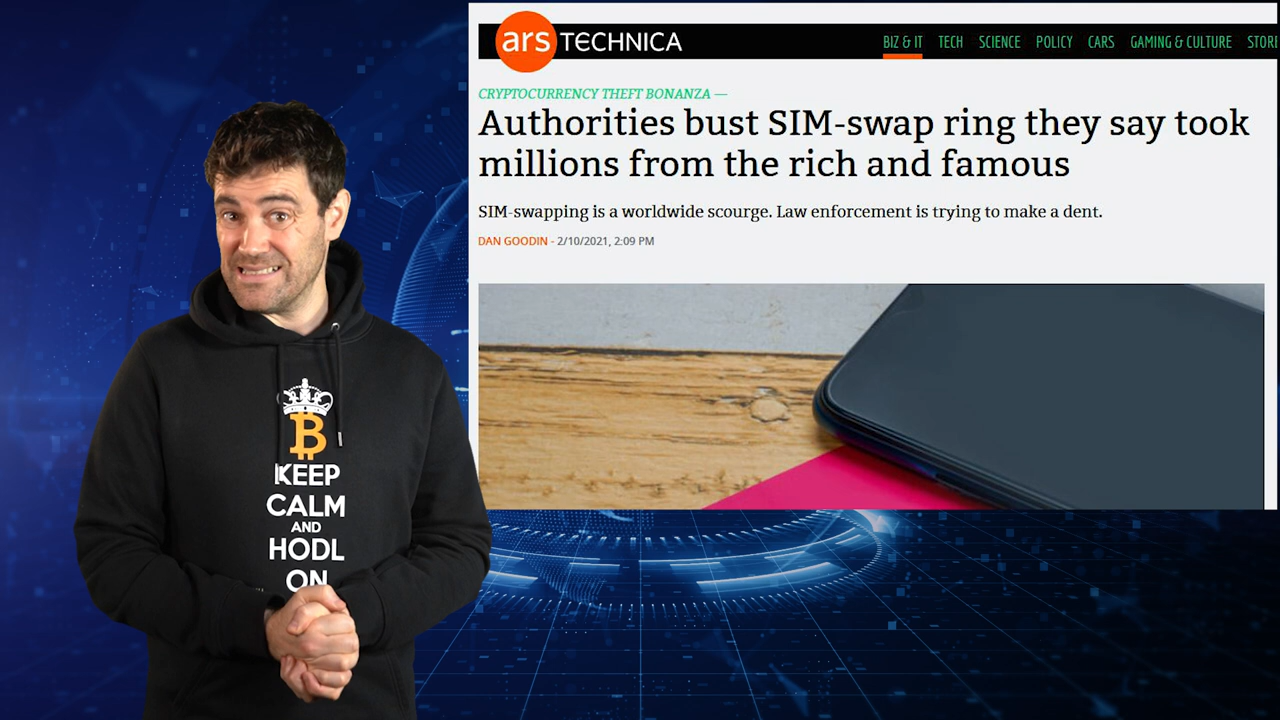 ars TECHNICA
BIZ & IT TECH SCIENCE POLICY CARS GAMING & CULTURE
CRYPTOCURRENCY THEFT BONANZA —
Authorities bust SIM-swap ring they say took
millions from the rich and famous
SIM-swapping is a worldwide scourge. Law enforcement is trying to make a dent.
DAN GOODIN - 2/10/2021, 2:09 PM
B
KEEP
CALM
AND
HODL
ON